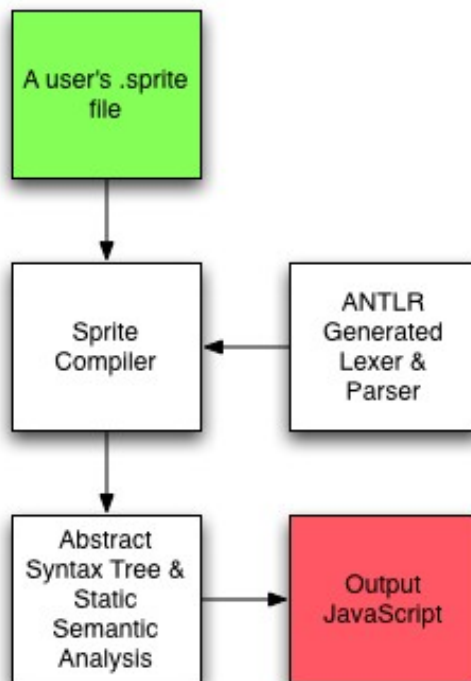 A user's .sprite
file
Sprite
Compiler
ANTLR
Generated
Lexer &
Parser
Abstract
Syntax Tree &
Static
Semantic
Analysis
Output
JavaScript